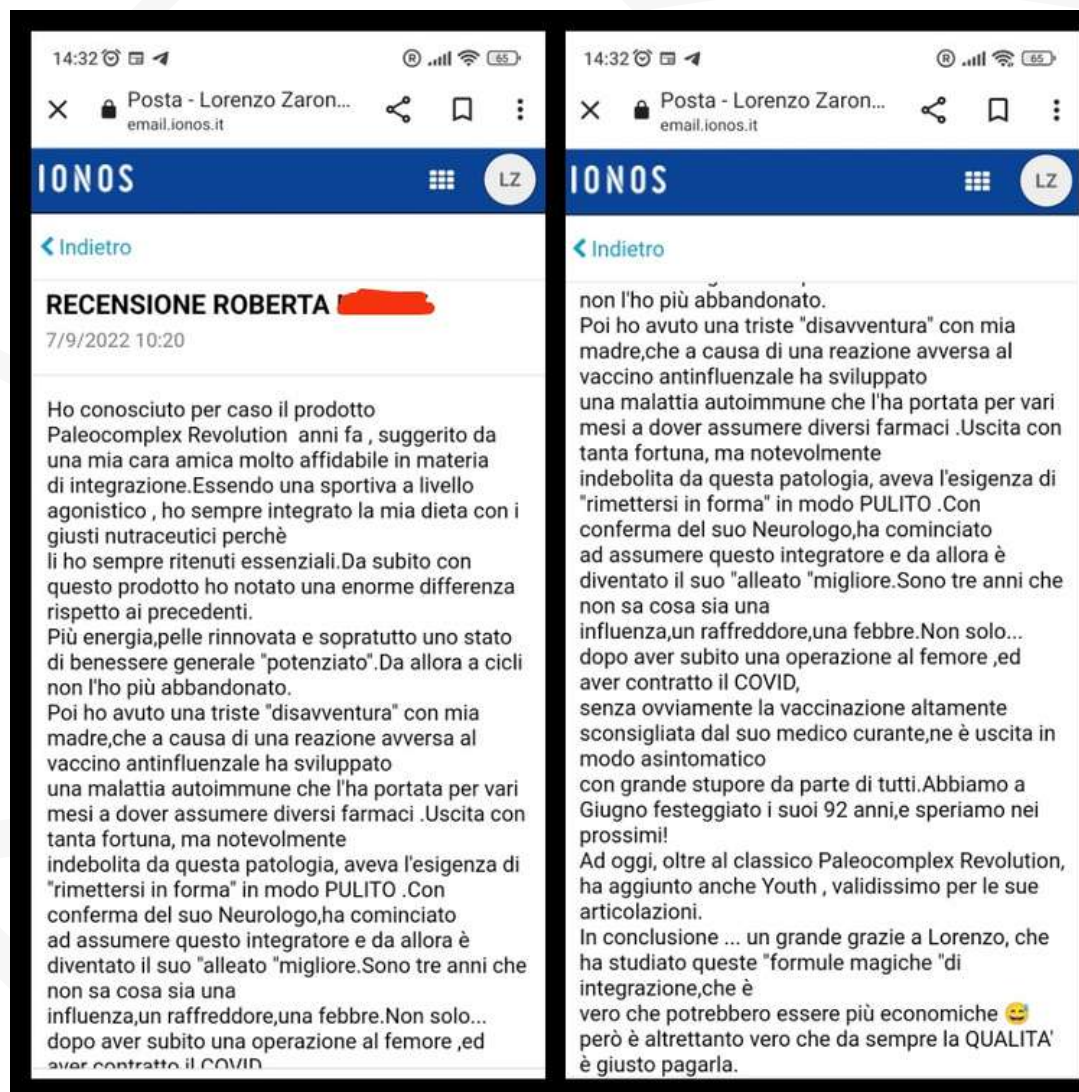 14:32
R
65
Posta - Lorenzo Zaron...
email.ionos.it
IONOS
LZ
Indietro
RECENSIONE ROBERTA
7/9/2022 10:20
Ho conosciuto per caso il prodotto
Paleocomplex Revolution anni fa , suggerito da
una mia cara amica molto affidabile in materia
di integrazione.Essendo una sportiva a livello
agonistico , ho sempre integrato la mia dieta con i
giusti nutraceutici perchè
li ho sempre ritenuti essenziali.Da subito con
questo prodotto ho notato una enorme differenza
rispetto ai precedenti.
Più energia,pelle rinnovata e sopratutto uno stato
di benessere generale "potenziato".Da allora a cicli
non l'ho più abbandonato.
Poi ho avuto una triste "disavventura" con mia
madre,che a causa di una reazione avversa al
vaccino antinfluenzale ha sviluppato
una malattia autoimmune che l'ha portata per vari
mesi a dover assumere diversi farmaci .Uscita con
tanta fortuna, ma notevolmente
indebolita da questa patologia, aveva l'esigenza di
"rimettersi in forma" in modo PULITO .Con
conferma del suo Neurologo,ha cominciato
ad assumere questo integratore e da allora è
diventato il suo "alleato "migliore.Sono tre anni che
non sa cosa sia una
influenza,un raffreddore,una febbre.Non solo...
dopo aver subito una operazione al femore ,ed
aver contratto il COVID
14:32
R
65
Posta - Lorenzo Zaron...
email.ionos.it
IONOS
LZ
Indietro
non l'ho più abbandonato.
Poi ho avuto una triste "disavventura" con mia
madre,che a causa di una reazione avversa al
vaccino antinfluenzale ha sviluppato
una malattia autoimmune che l'ha portata per vari
mesi a dover assumere diversi farmaci .Uscita con
tanta fortuna, ma notevolmente
indebolita da questa patologia, aveva l'esigenza di
"rimettersi in forma" in modo PULITO .Con
conferma del suo Neurologo,ha cominciato
ad assumere questo integratore e da allora è
diventato il suo "alleato "migliore.Sono tre anni che
non sa cosa sia una
influenza,un raffreddore,una febbre.Non solo...
dopo aver subito una operazione al femore ,ed
aver contratto il COVID,
senza ovviamente la vaccinazione altamente
sconsigliata dal suo medico curante,ne è uscita in
modo asintomatico
con grande stupore da parte di tutti.Abbiamo a
Giugno festeggiato i suoi 92 anni,e speriamo nei
prossimi!
Ad oggi, oltre al classico Paleocomplex Revolution,
ha aggiunto anche Youth , validissimo per le sue
articolazioni.
In conclusione ... un grande grazie a Lorenzo, che
ha studiato queste "formule magiche "di
integrazione,che è
vero che potrebbero essere più economiche 😅
però è altrettanto vero che da sempre la QUALITA'
è giusto pagarla.